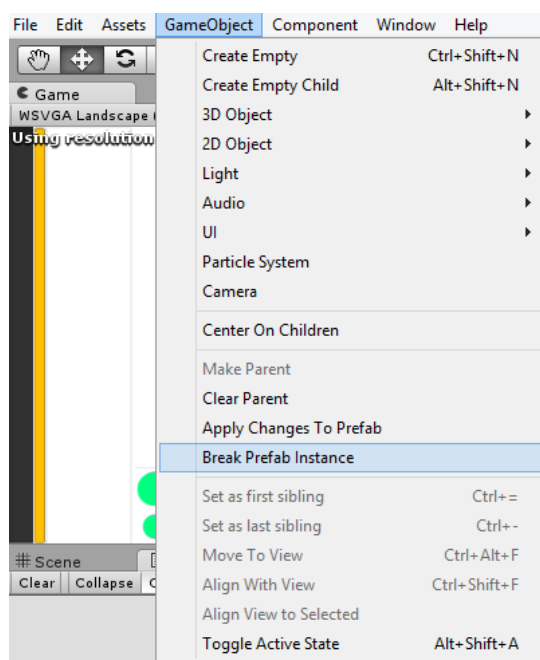 File Edit Assets GameObject Component Window Help
Create Empty Ctrl+Shift+N
Create Empty Child Alt+Shift+N
Game
3D Object
WSVGA Landscape
2D Object
Using resolution
Light
Audio
UI
Particle System
Camera
Center On Children
Make Parent
Clear Parent
Apply Changes To Prefab
Break Prefab Instance
Set as first sibling Ctrl+=
Set as last sibling Ctrl+-
Move To View Ctrl+Alt+F
Scene
Align With View Ctrl+Shift+F
Clear Collapse
Align View to Selected
Toggle Active State Alt+Shift+A